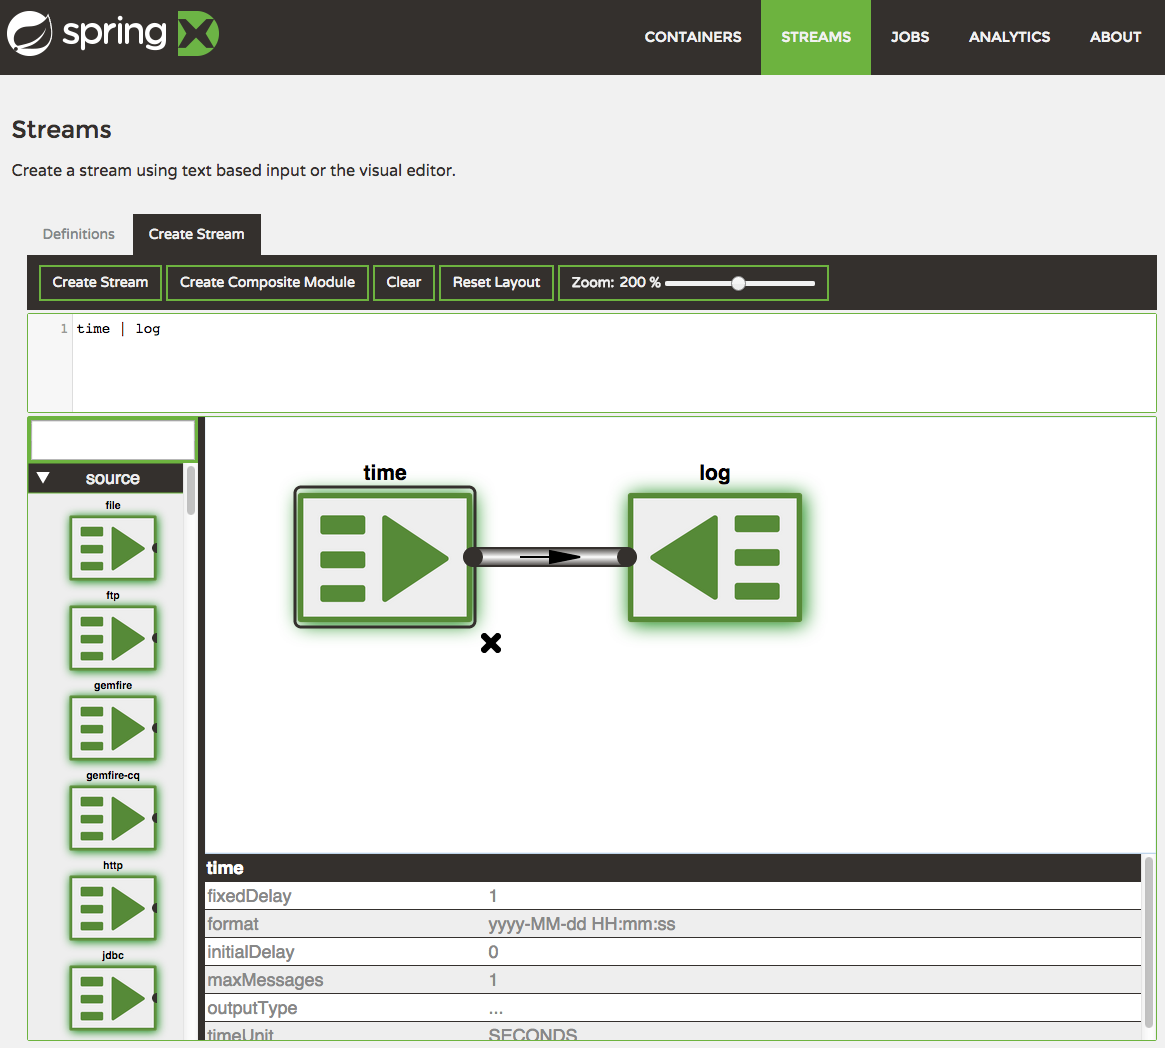 spring X
CONTAINERS STREAMS JOBS ANALYTICS ABOUT
Streams
Create a stream using text based input or the visual editor.
Definitions Create Stream
Create Stream Create Composite Module Clear Reset Layout Zoom: 200 %
1 time | log
source
file
ftp
gemfire
gemfire-cq
http
jdbc
time log
time
fixedDelay 1
format yyyy-MM-dd HH:mm:ss
initialDelay 0
maxMessages 1
outputType ...
timeUnit SECONDS